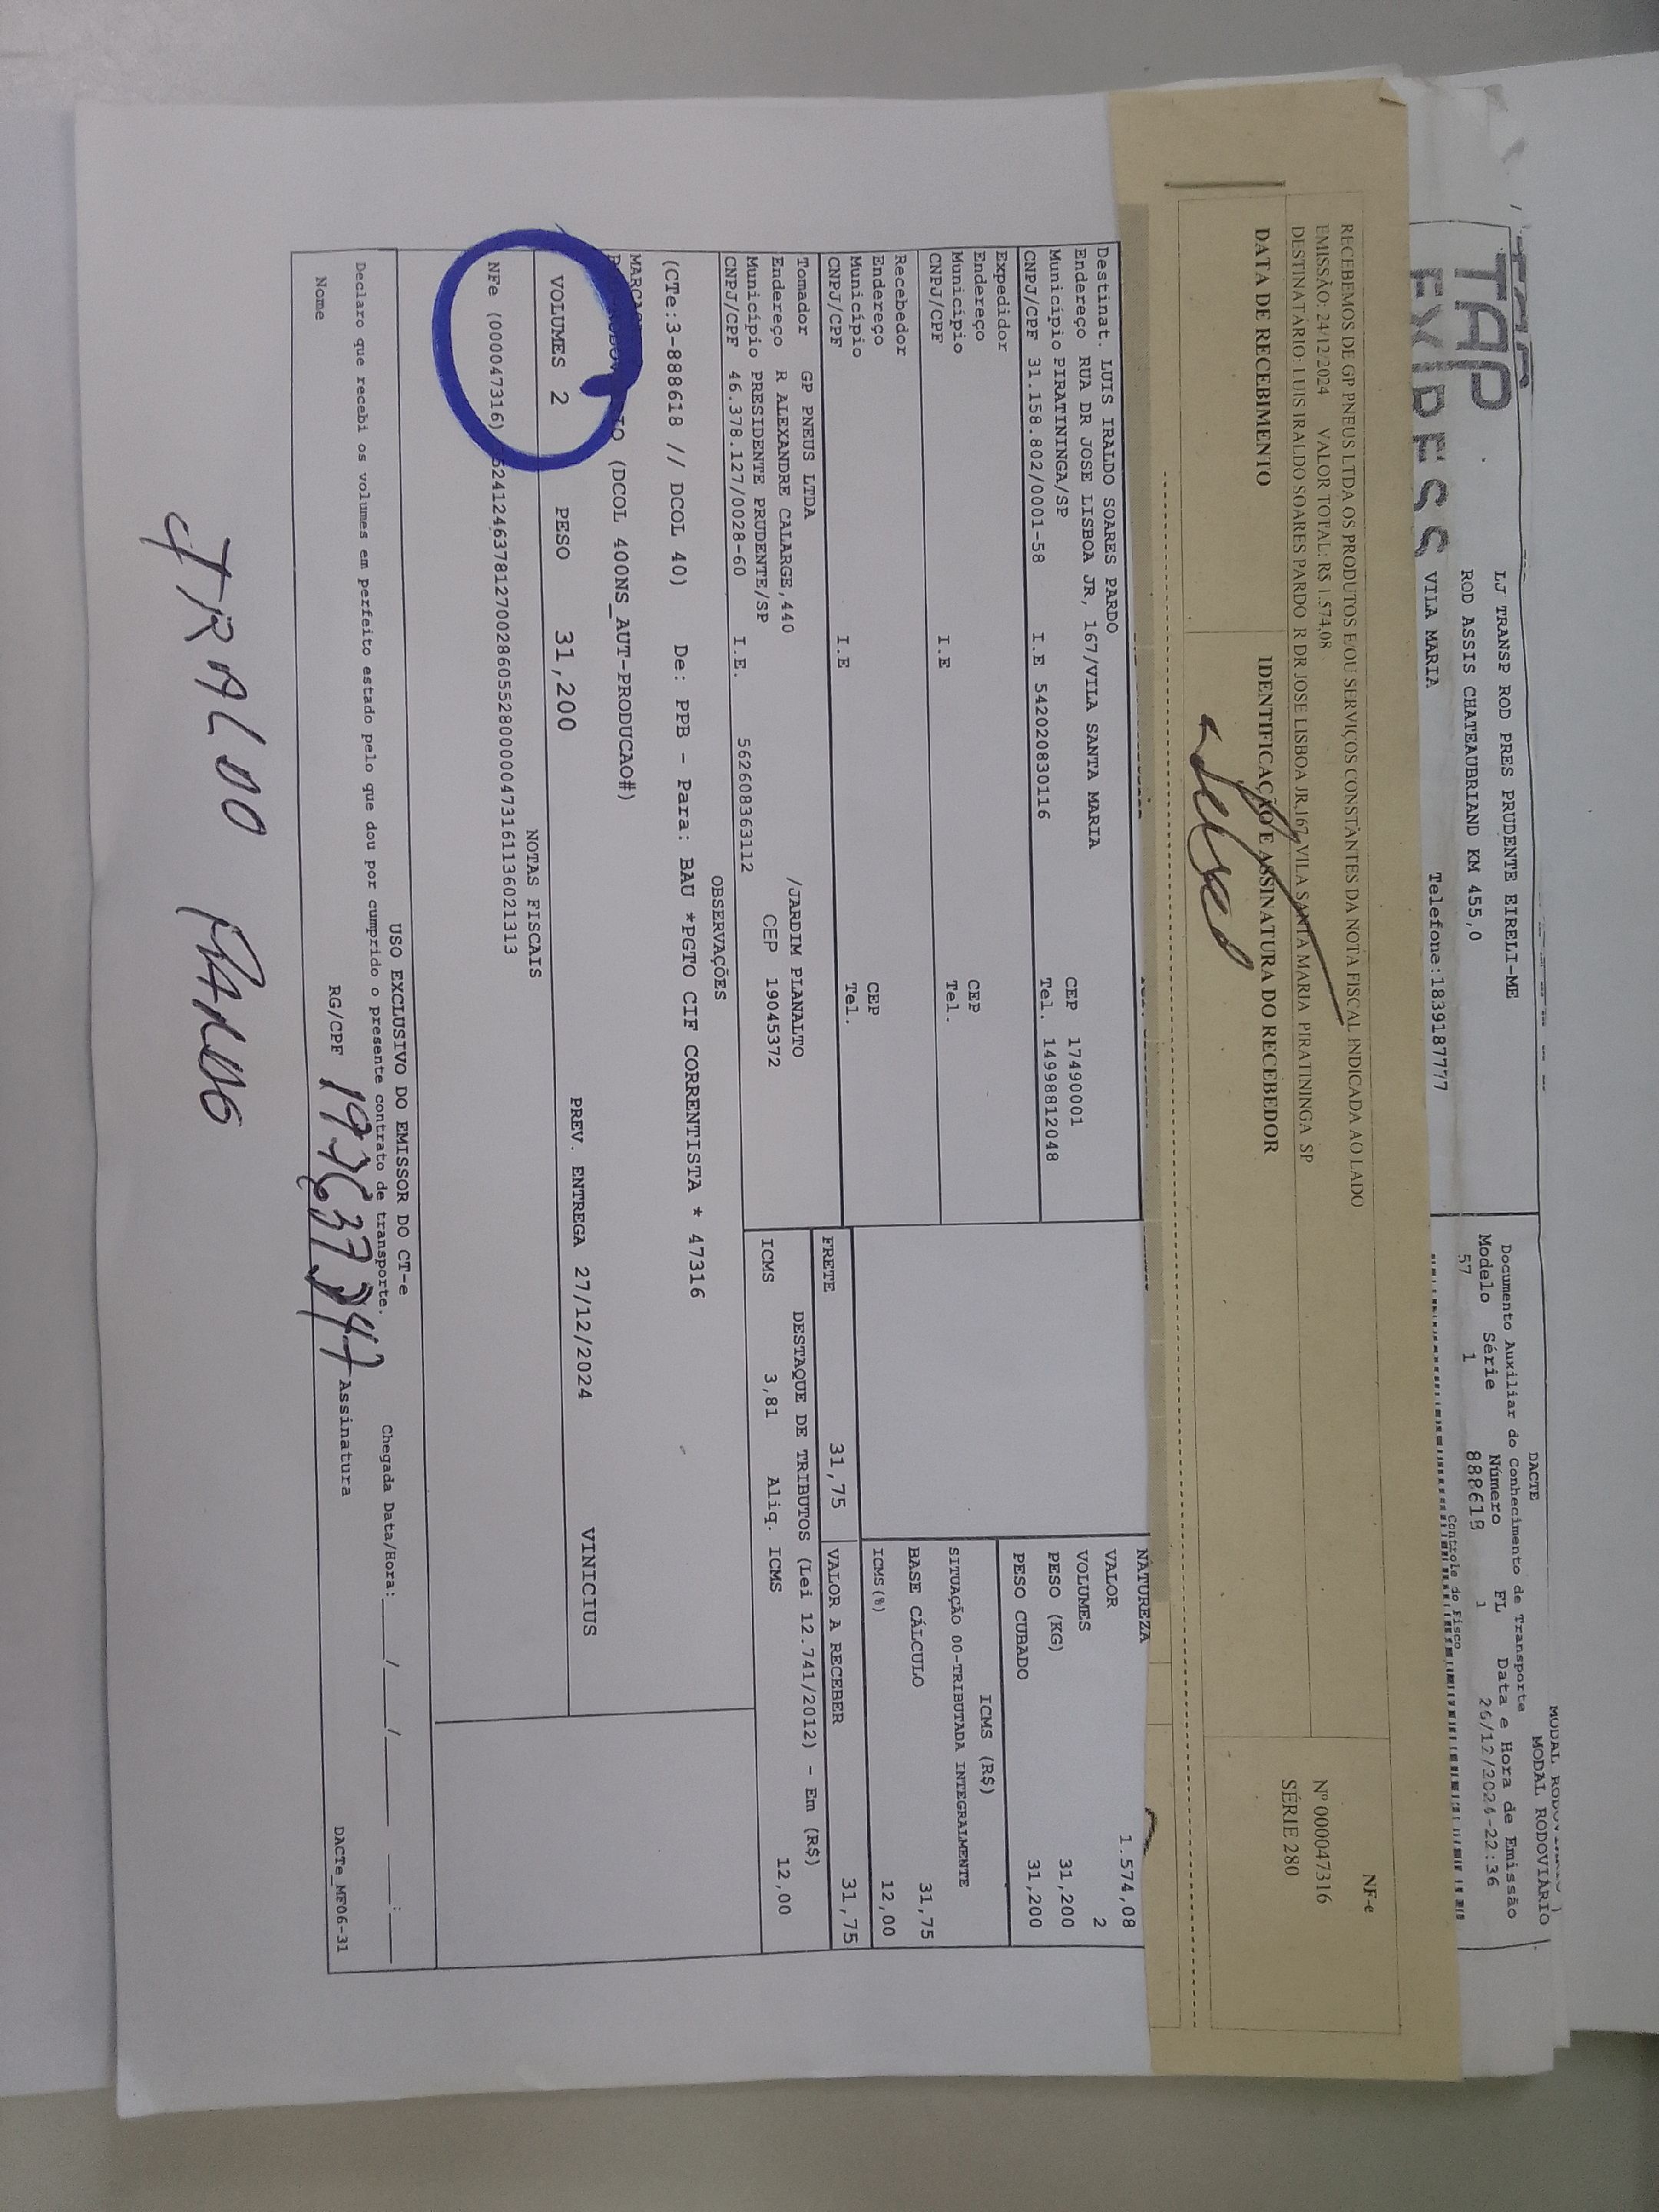 TAP
EXPRESS
LJ TRANSP ROD PRES PRUDENTE EIRELI-ME
ROD ASSIS CHATEAUBRIAND KM 455,0
VILA MARIA Telefone:1839187777
MODAL RODOVIÁRIO
DACTE
Documento Auxiliar do Conhecimento de Transporte
Modelo Série Número FL Data e Hora de Emissão
57 1 888618 1 26/12/2024-22:36
Controle do Fisco
RECEBEMOS DE GP PNEUS LTDA OS PRODUTOS E/OU SERVIÇOS CONSTANTES DA NOTA FISCAL INDICADA AO LADO
EMISSÃO: 24/12/2024 VALOR TOTAL: R$ 1.574,08
DESTINATÁRIO: LUIS IRALDO SOARES PARDO R DR JOSE LISBOA JR,167 VILA SANTA MARIA PIRATININGA SP
DATA DE RECEBIMENTO
IDENTIFICAÇÃO E ASSINATURA DO RECEBEDOR
NF-e
Nº 000047316
SÉRIE 280
Destinat. LUIS IRALDO SOARES PARDO
Endereço RUA DR JOSE LISBOA JR, 167/VILA SANTA MARIA CEP 17490001
Município PIRATININGA/SP Tel. 14998812048
CNPJ/CPF 31.158.802/0001-58 I.E 542020830116
Expedidor
Endereço CEP
Município Tel.
CNPJ/CPF I.E
Recebedor
Endereço CEP
Município Tel.
CNPJ/CPF I.E
Tomador GP PNEUS LTDA
Endereço R ALEXANDRE CALARGE,440 /JARDIM PLANALTO
Município PRESIDENTE PRUDENTE/SP CEP 19045372
CNPJ/CPF 46.378.127/0028-60 I.E. 562608363112
NATUREZA
VALOR 1.574,08
VOLUMES 2
PESO (KG) 31,200
PESO CUBADO 31,200
ICMS (R$)
SITUAÇÃO 00-TRIBUTADA INTEGRALMENTE
BASE CÁLCULO 31,75
ICMS(%) 12,00
FRETE 31,75 VALOR A RECEBER 31,75
DESTAQUE DE TRIBUTOS (Lei 12.741/2012) - Em (R$)
ICMS 3,81 Aliq. ICMS 12,00
OBSERVAÇÕES
(CTe:3-888618 // DCOL 40) De: PPB - Para: BAU *PGTO CIF CORRENTISTA * 47316
(DCOL 400NS_AUT-PRODUCAO#)
VOLUMES 2 PESO 31,200 PREV. ENTREGA 27/12/2024 VINICIUS
NOTAS FISCAIS
NFe (000047316) 5241246378127002860552800000473161136021313
USO EXCLUSIVO DO EMISSOR DO CT-e
Declaro que recebi os volumes em perfeito estado pelo que dou por cumprido o presente contrato de transporte. Chegada Data/Hora: ___/___/_____ ___:___
Nome RG/CPF Assinatura
DACTe_MF06-31
IRALDO PARDO